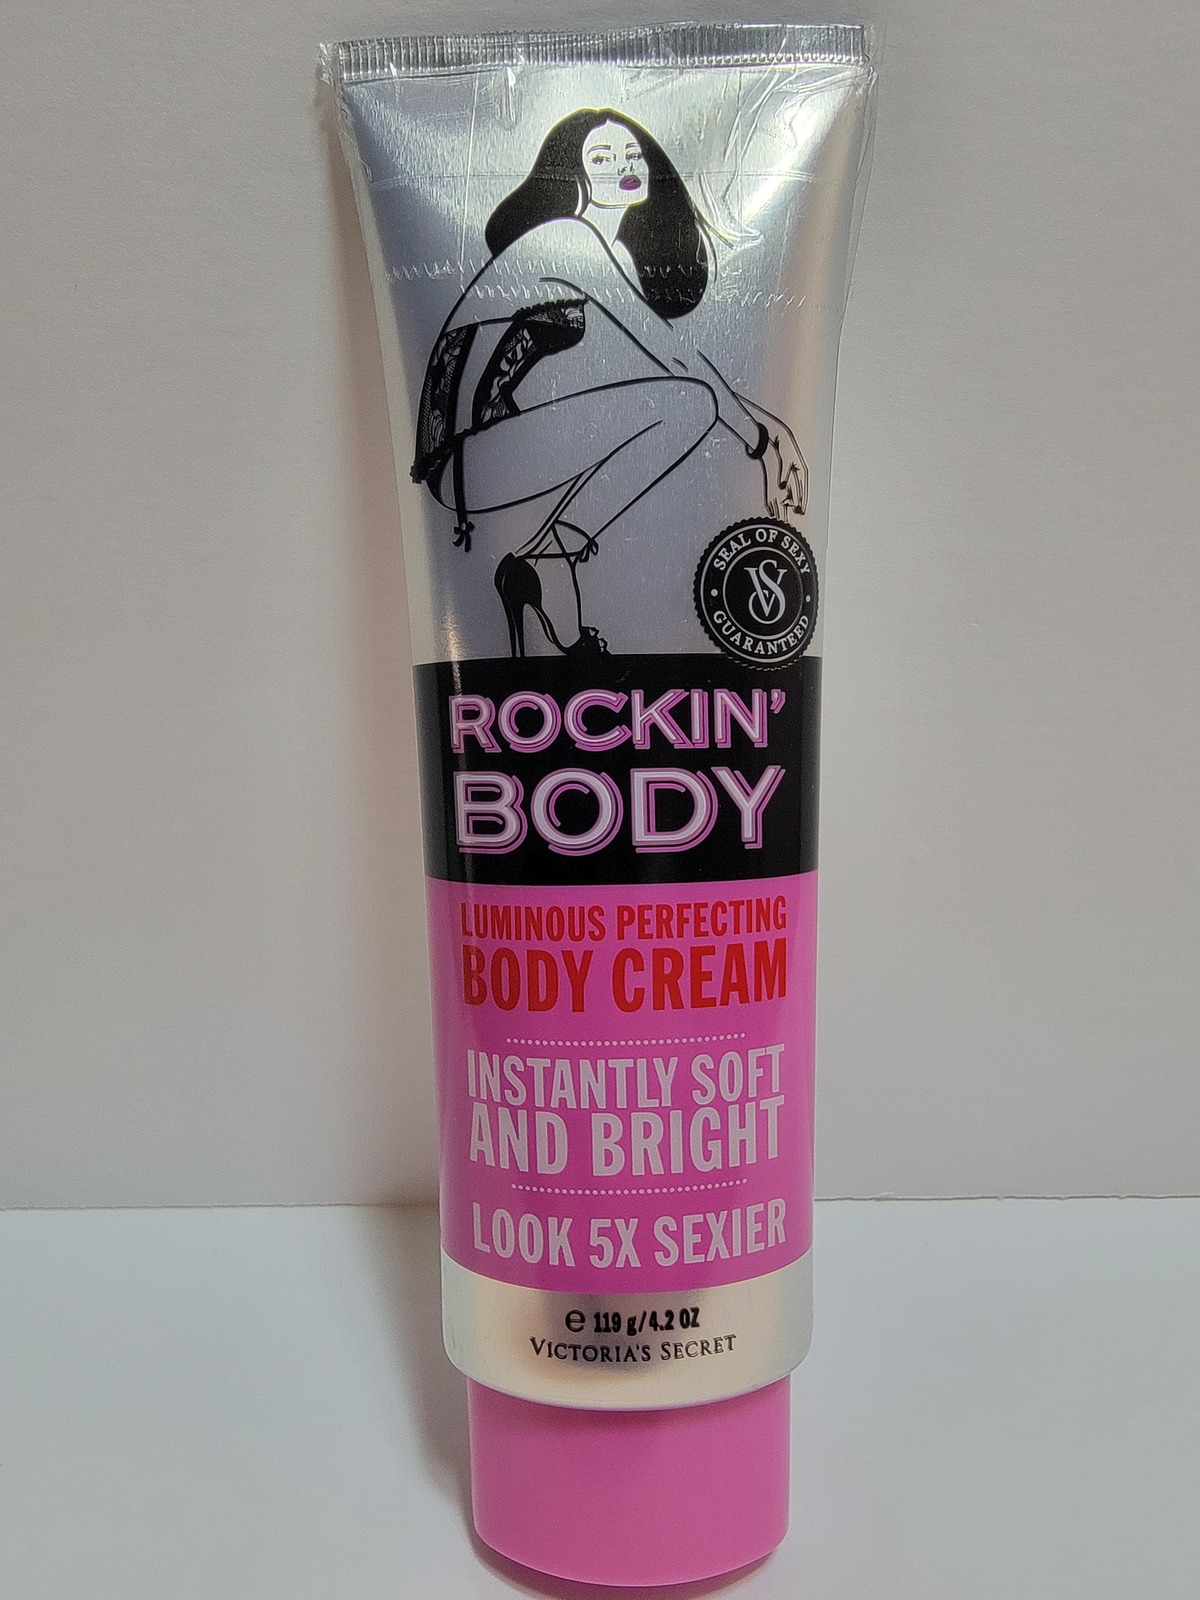 SEAL OF SEXY
VS
GUARANTEED
ROCKIN'
BODY
LUMINOUS PERFECTING
BODY CREAM
INSTANTLY SOFT
AND BRIGHT
LOOK 5X SEXIER
℮ 119 g/4.2 OZ
VICTORIA'S SECRET